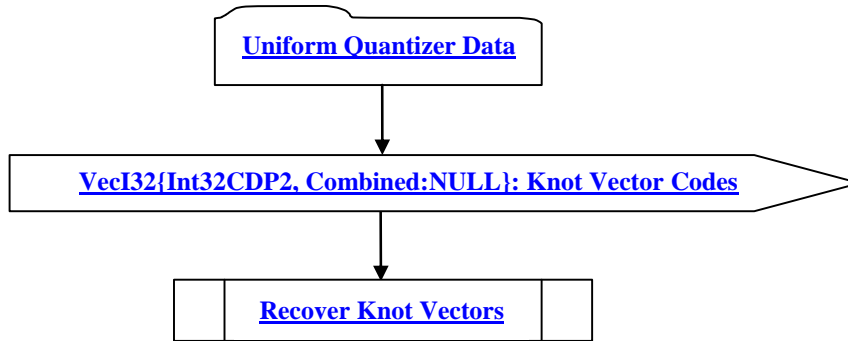 Uniform Quantizer Data
VecI32{Int32CDP2, Combined:NULL}: Knot Vector Codes
Recover Knot Vectors